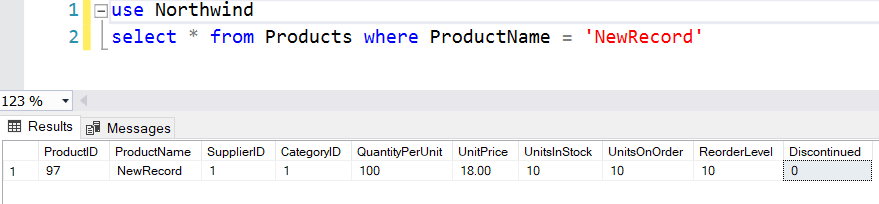 1 use Northwind
2 select * from Products where ProductName = 'NewRecord'
123 %
Results Messages
ProductID ProductName SupplierID CategoryID QuantityPerUnit UnitPrice UnitsInStock UnitsOnOrder ReorderLevel Discontinued
1 97 NewRecord 1 1 100 18.00 10 10 10 0